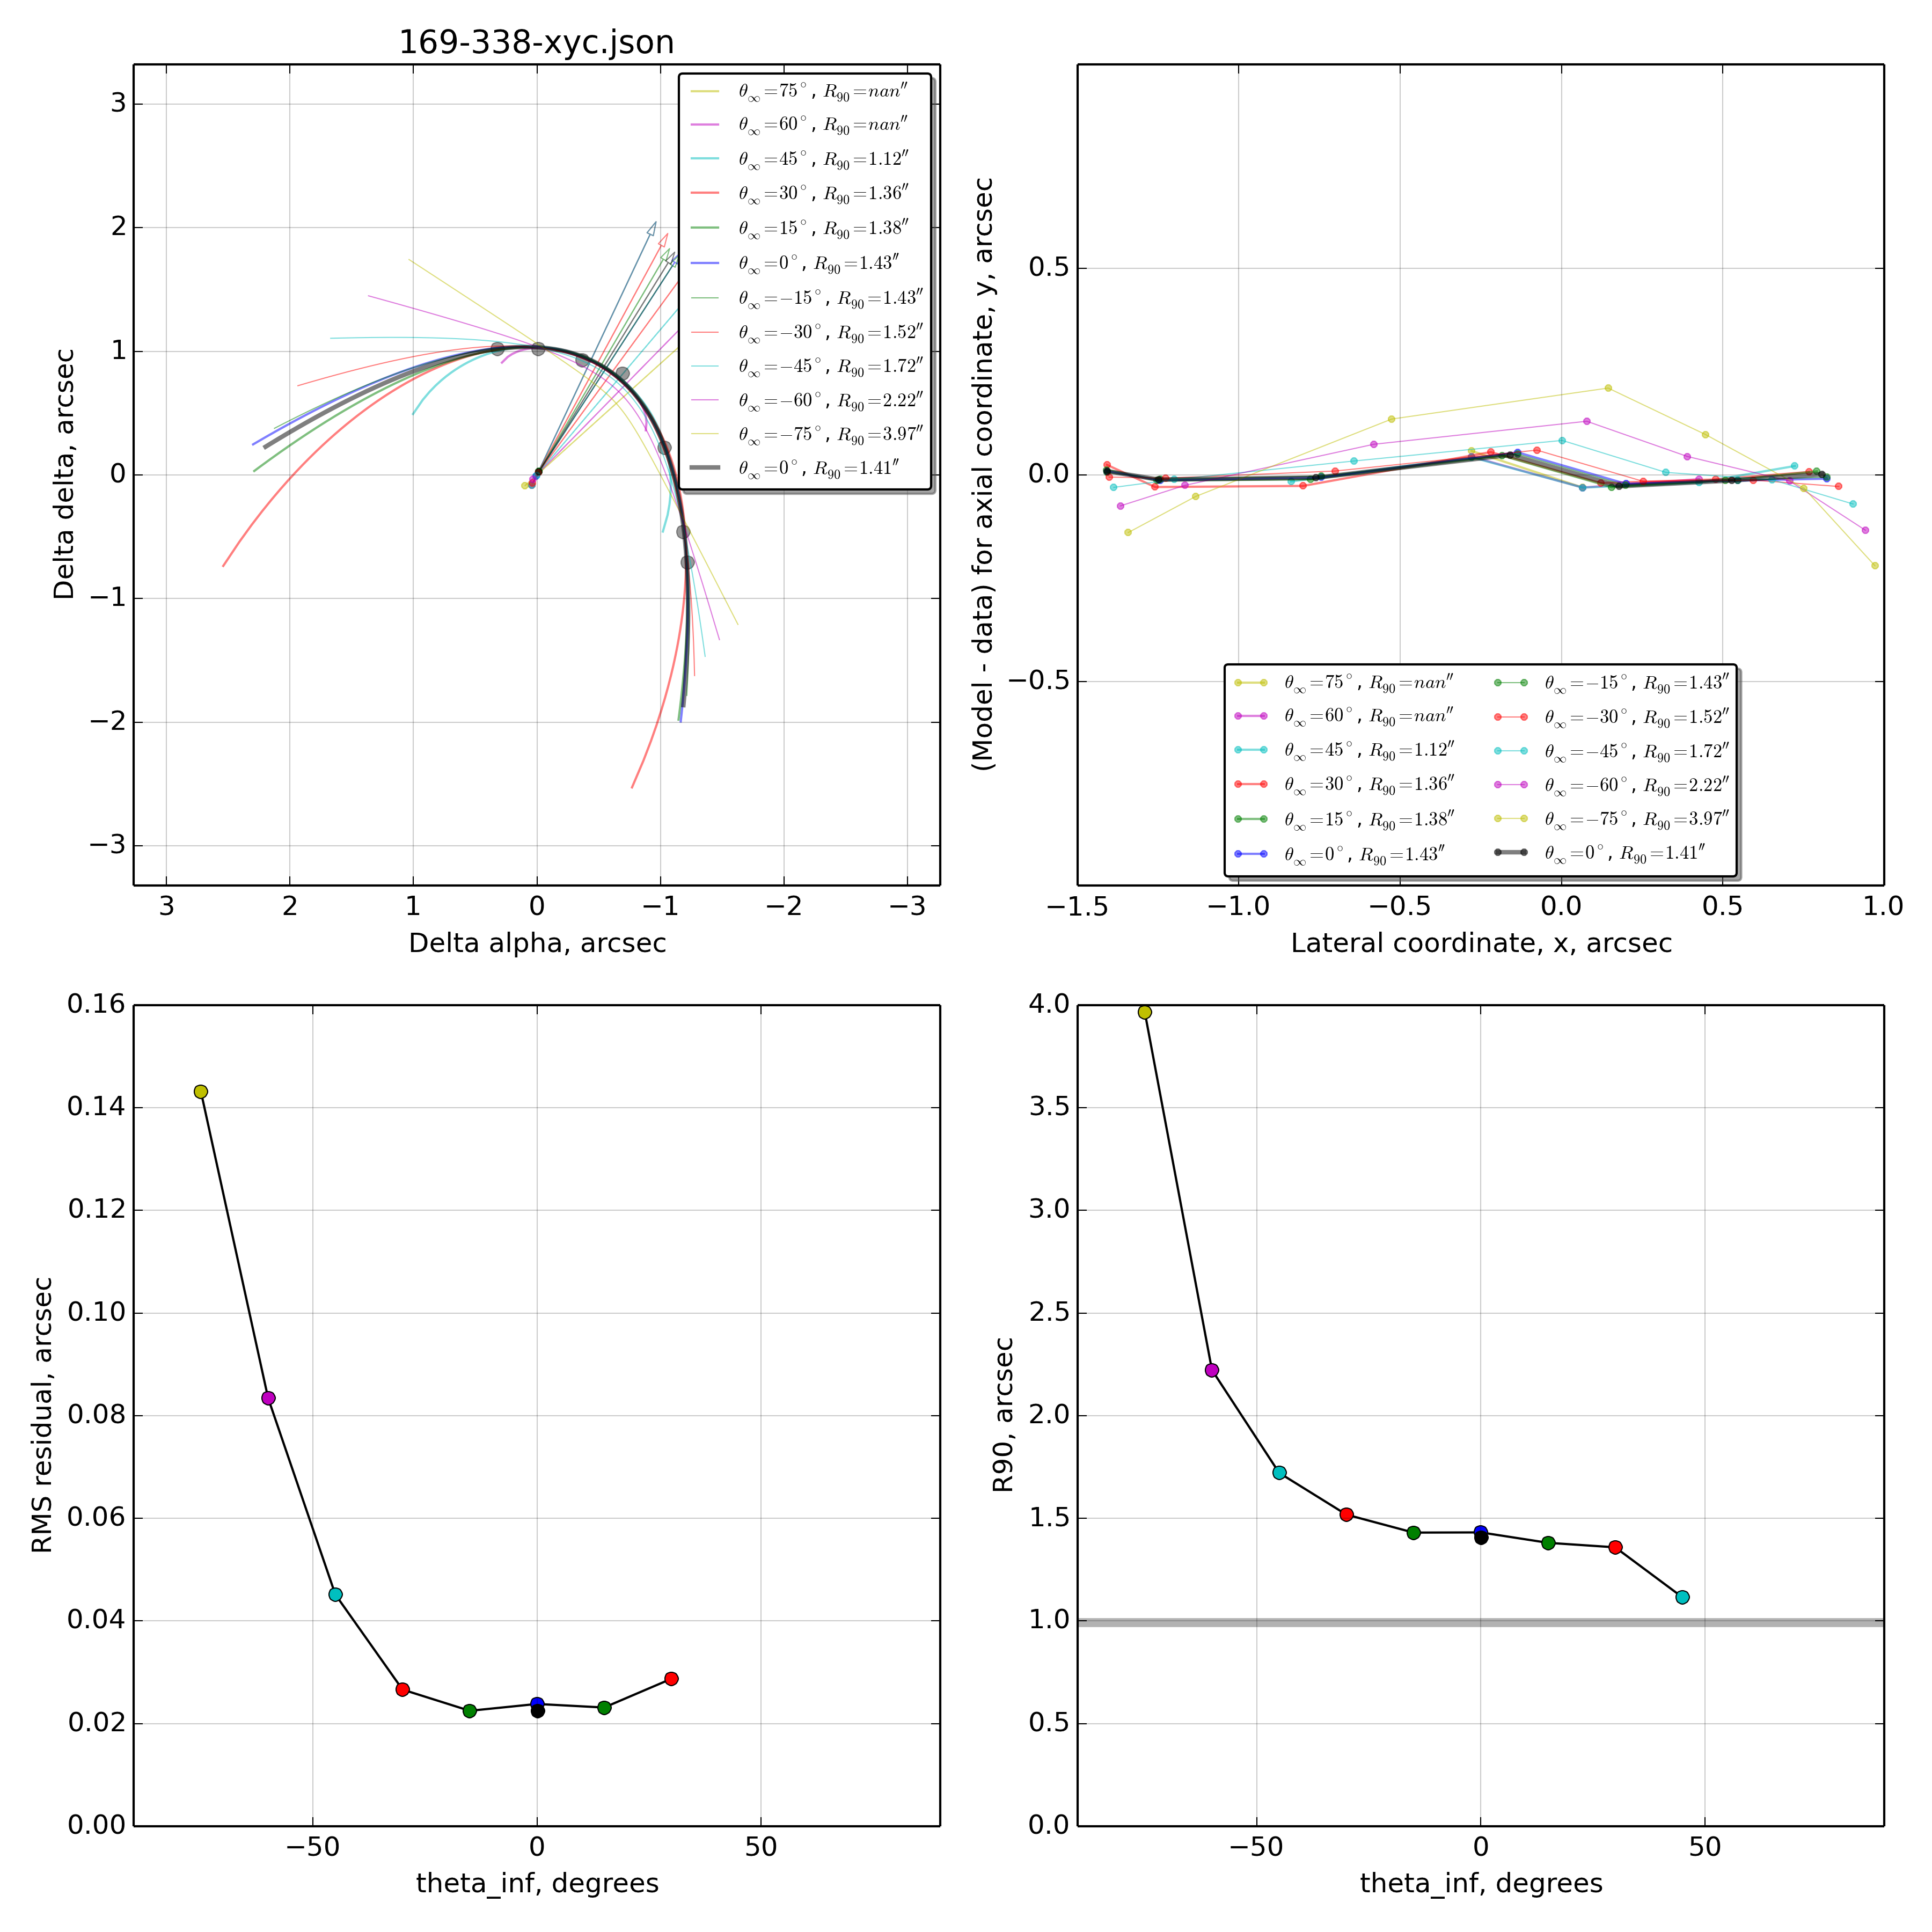 169-338-xyc.json
3
2
1
0
−1
−2
−3
3 2 1 0 −1 −2 −3
Delta alpha, arcsec
Delta delta, arcsec
θ∞=75°, R90=nan″
θ∞=60°, R90=nan″
θ∞=45°, R90=1.12″
θ∞=30°, R90=1.36″
θ∞=15°, R90=1.38″
θ∞=0°, R90=1.43″
θ∞=−15°, R90=1.43″
θ∞=−30°, R90=1.52″
θ∞=−45°, R90=1.72″
θ∞=−60°, R90=2.22″
θ∞=−75°, R90=3.97″
θ∞=0°, R90=1.41″
0.5
0.0
−0.5
−1.5 −1.0 −0.5 0.0 0.5 1.0
Lateral coordinate, x, arcsec
(Model - data) for axial coordinate, y, arcsec
θ∞=75°, R90=nan″
θ∞=60°, R90=nan″
θ∞=45°, R90=1.12″
θ∞=30°, R90=1.36″
θ∞=15°, R90=1.38″
θ∞=0°, R90=1.43″
θ∞=−15°, R90=1.43″
θ∞=−30°, R90=1.52″
θ∞=−45°, R90=1.72″
θ∞=−60°, R90=2.22″
θ∞=−75°, R90=3.97″
θ∞=0°, R90=1.41″
0.16
0.14
0.12
0.10
0.08
0.06
0.04
0.02
0.00
−50 0 50
theta_inf, degrees
RMS residual, arcsec
4.0
3.5
3.0
2.5
2.0
1.5
1.0
0.5
0.0
−50 0 50
theta_inf, degrees
R90, arcsec